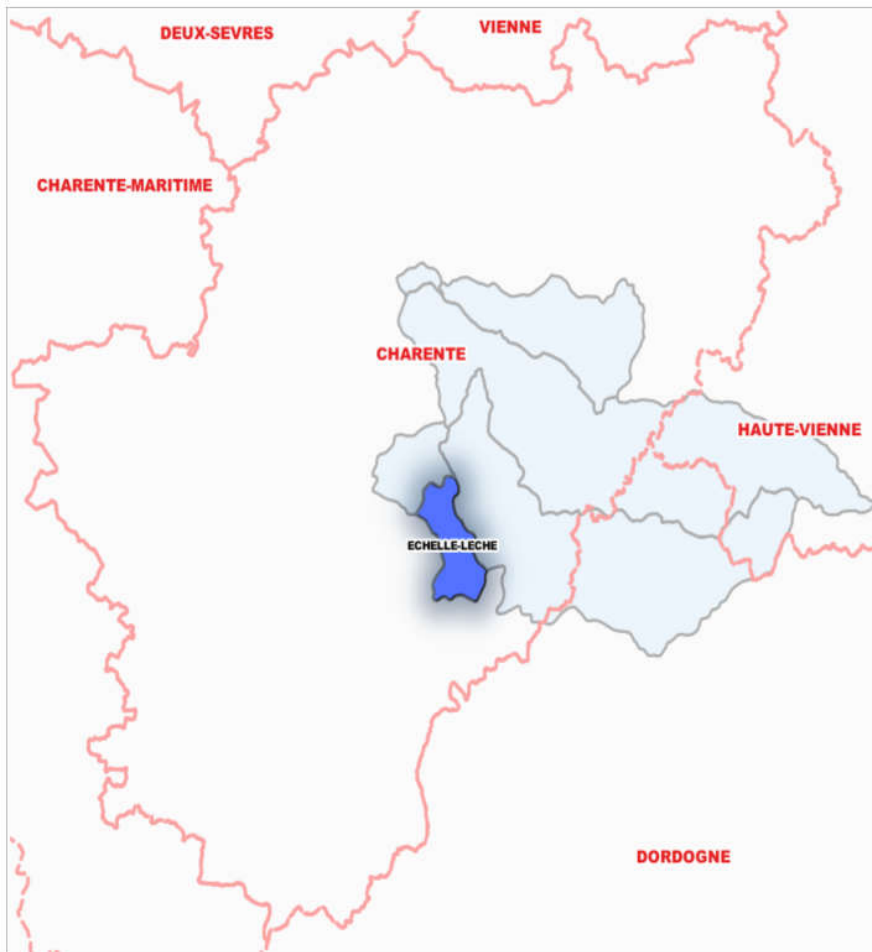 DEUX-SEVRES
VIENNE
CHARENTE-MARITIME
CHARENTE
HAUTE-VIENNE
ECHELLE-LECHE
DORDOGNE